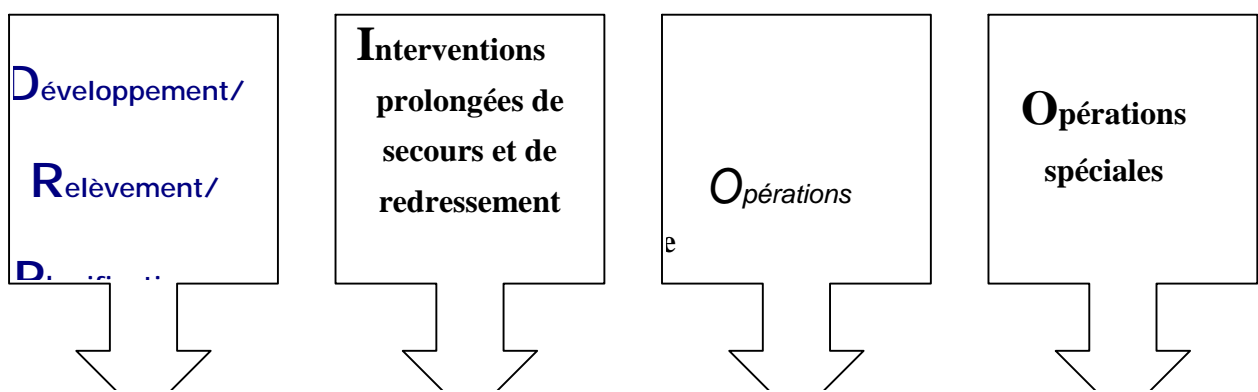 Développement/
Relèvement/
Interventions
prolongées de
secours et de
redressement
Opérations
e
Opérations
spéciales